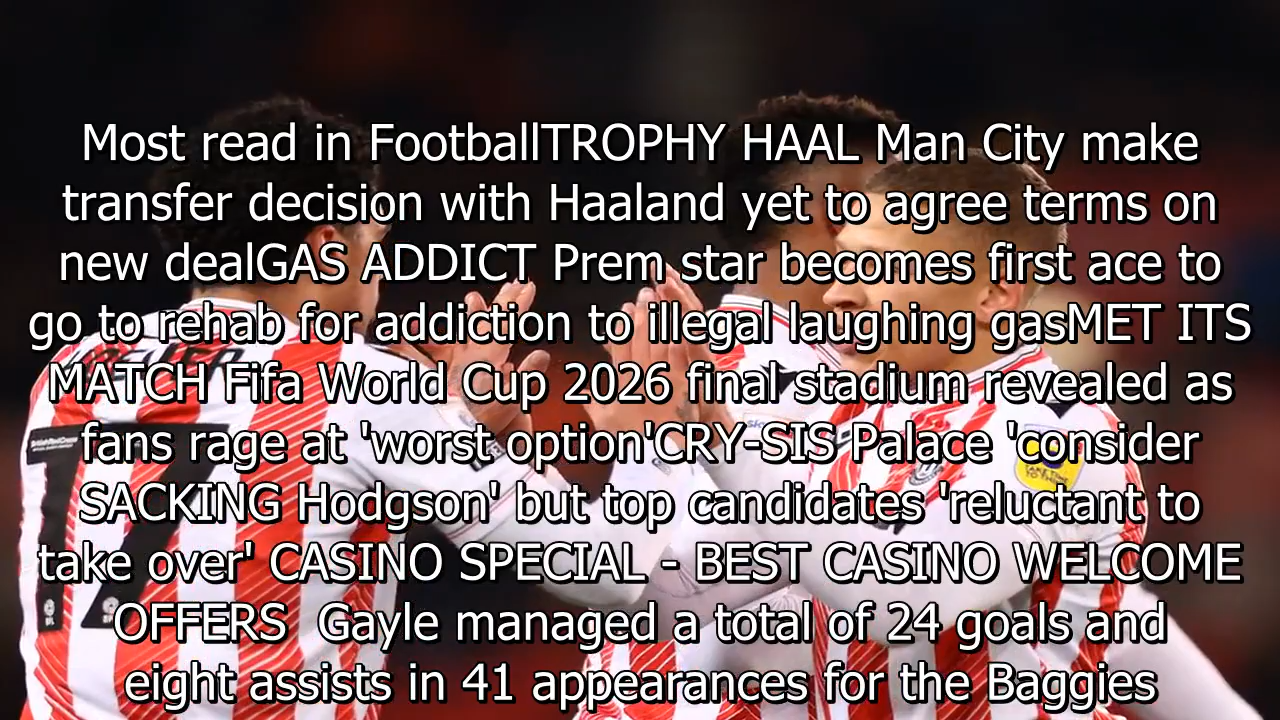 Most read in FootballTROPHY HAAL Man City make
transfer decision with Haaland yet to agree terms on
new dealGAS ADDICT Prem star becomes first ace to
go to rehab for addiction to illegal laughing gasMET ITS
MATCH Fifa World Cup 2026 final stadium revealed as
fans rage at 'worst option'CRY-SIS Palace 'consider
SACKING Hodgson' but top candidates 'reluctant to
take over' CASINO SPECIAL - BEST CASINO WELCOME
OFFERS  Gayle managed a total of 24 goals and
eight assists in 41 appearances for the Baggies